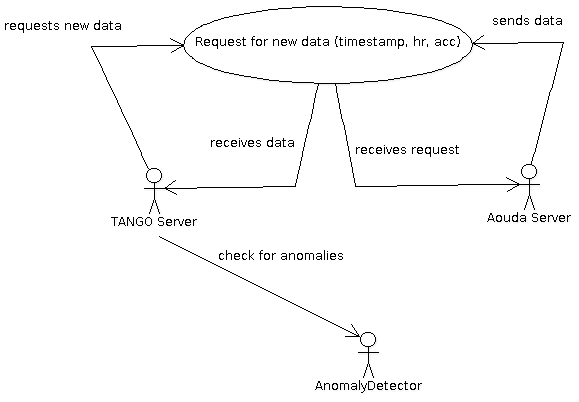 requests new data
sends data
Request for new data (timestamp, hr, acc)
receives data
receives request
TANGO Server
Aouda Server
check for anomalies
AnomalyDetector